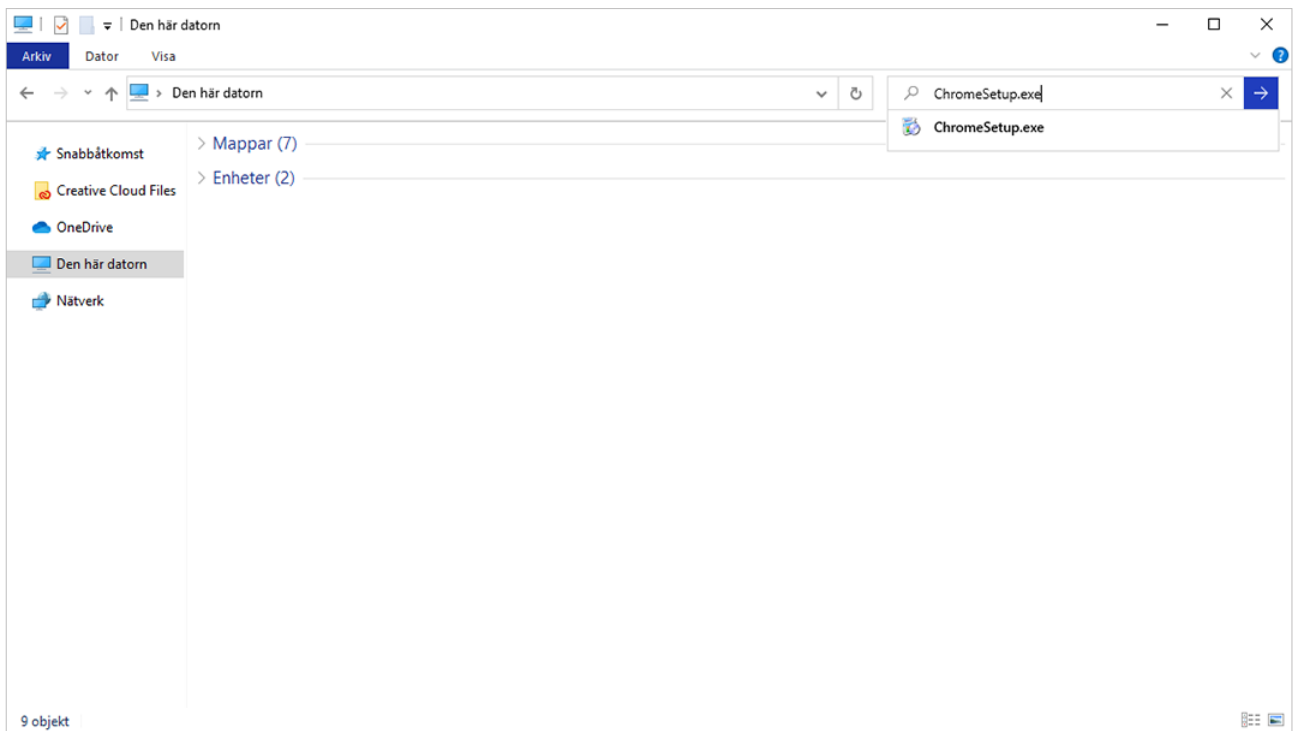 Den här datorn
Arkiv Dator Visa
Den här datorn ChromeSetup.exe
ChromeSetup.exe
Snabbåtkomst
Creative Cloud Files
OneDrive
Den här datorn
Nätverk
Mappar (7)
Enheter (2)
9 objekt